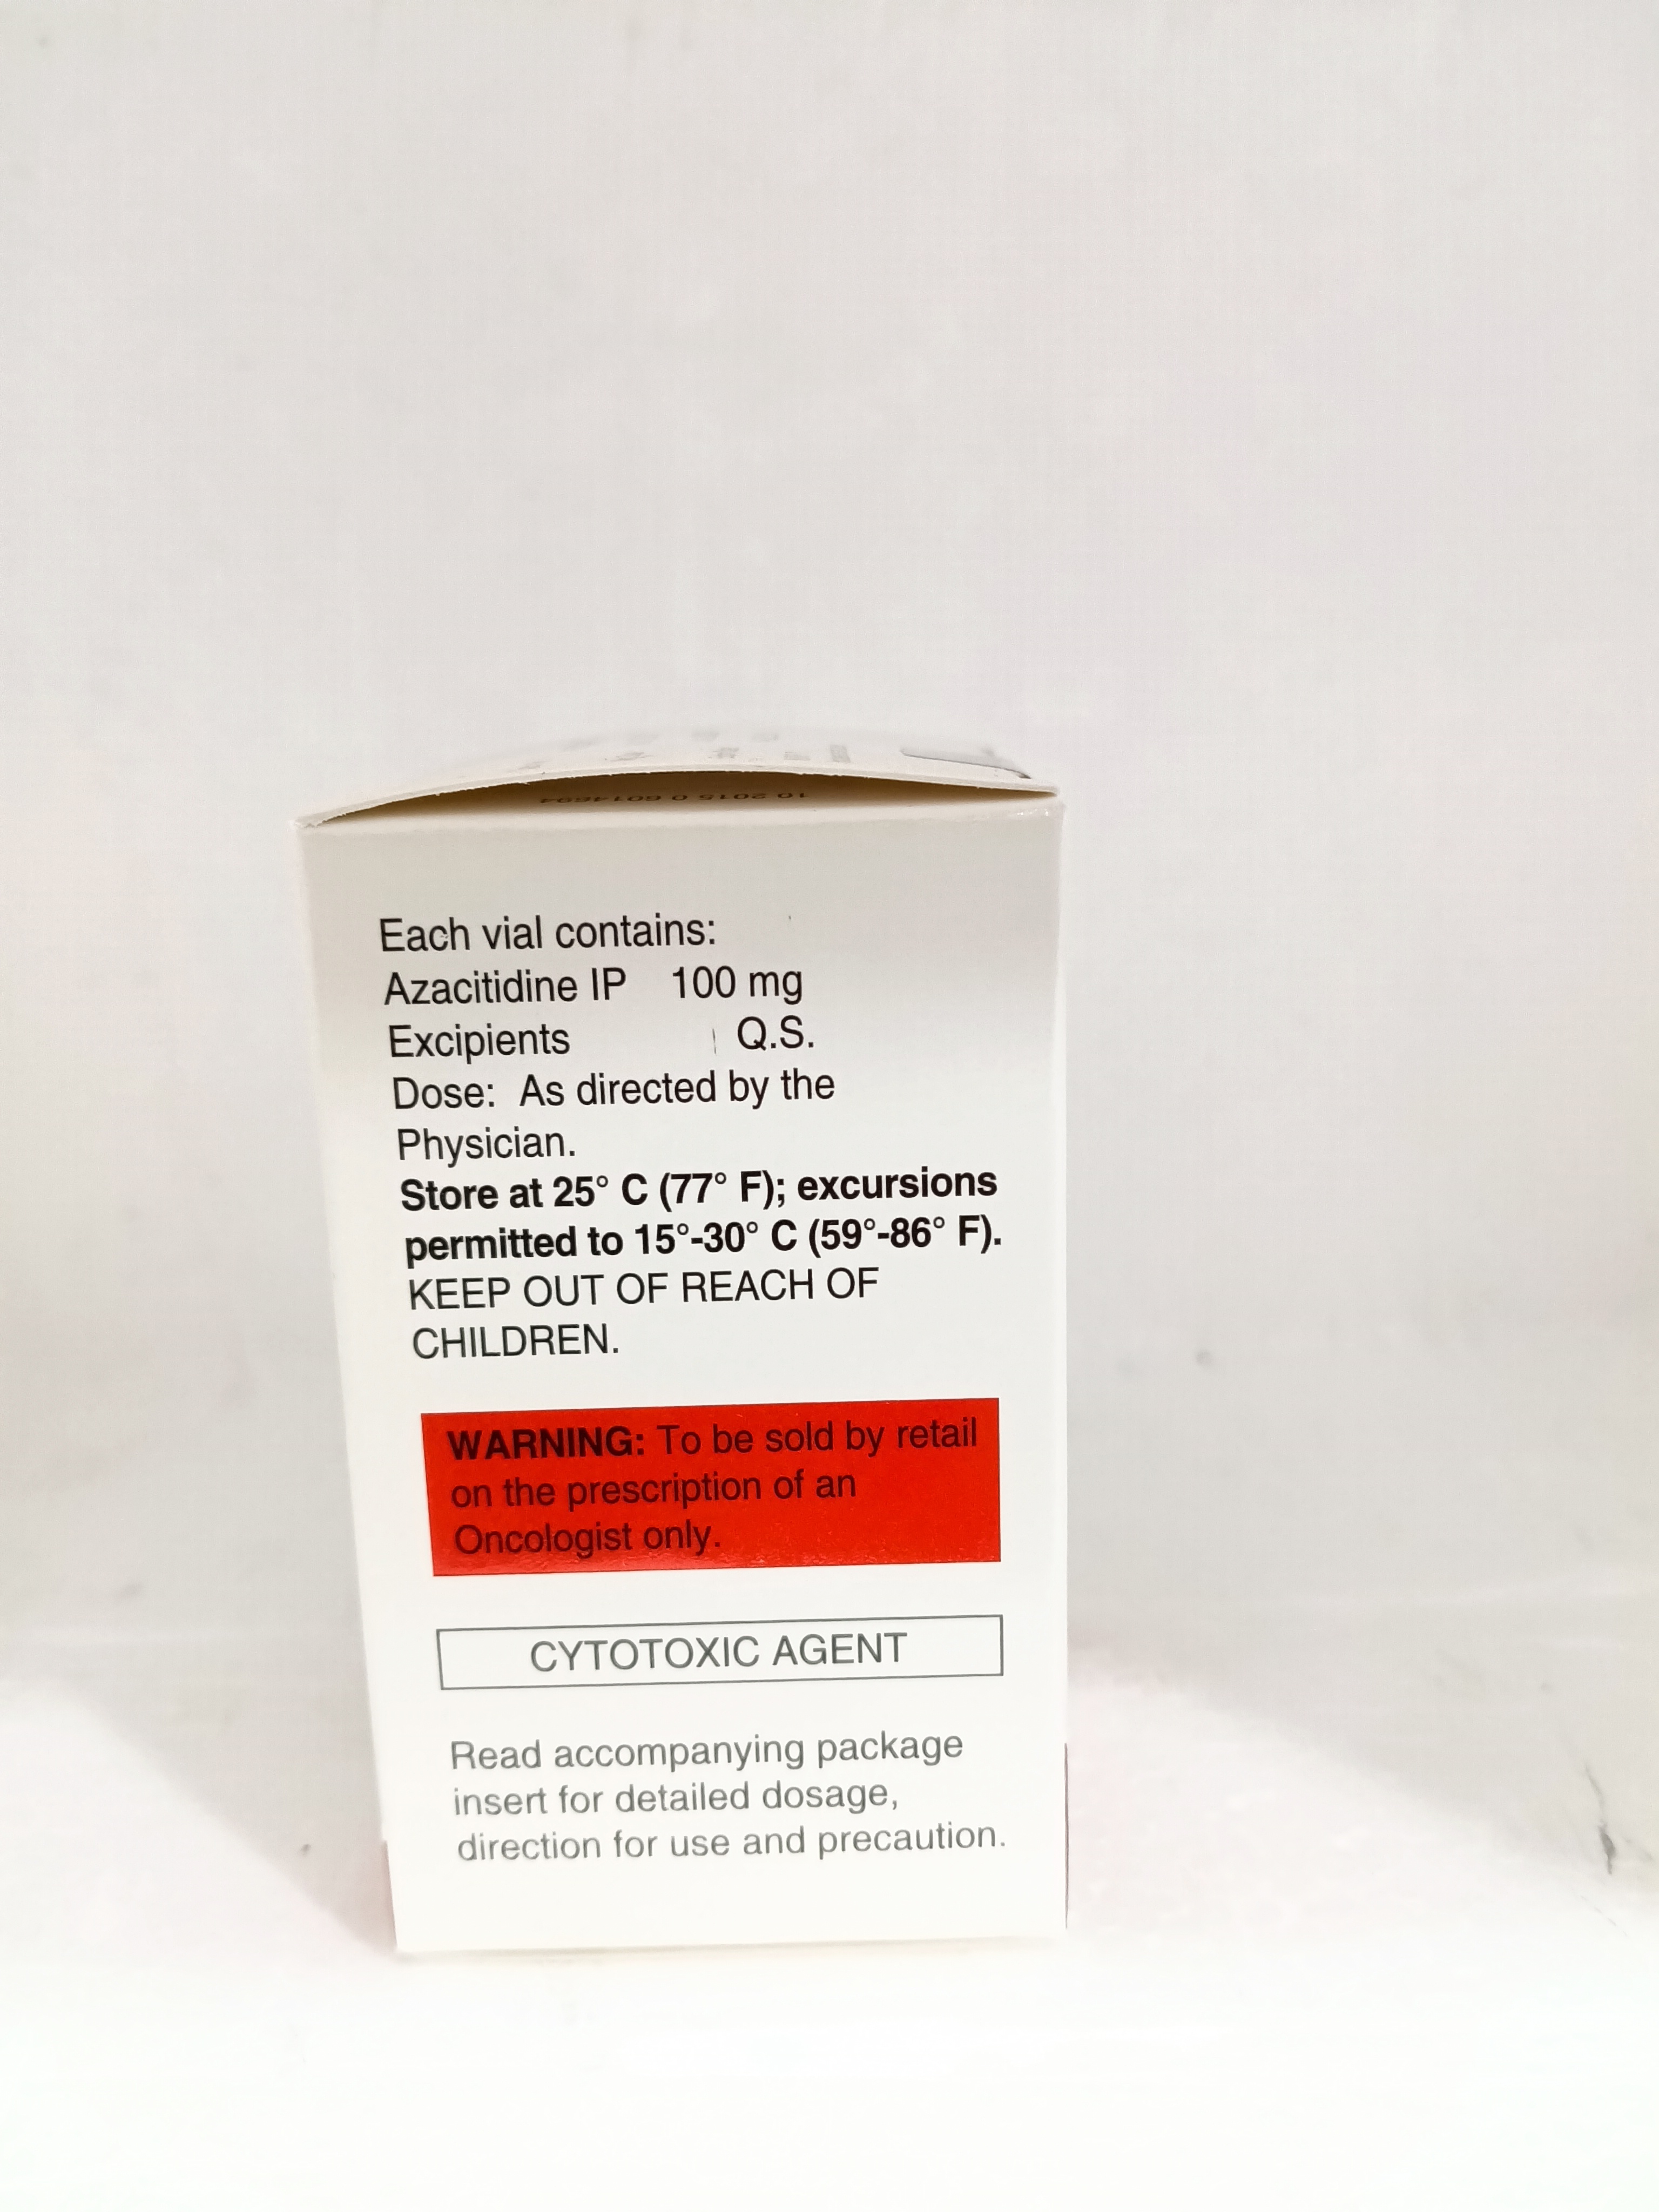 Each vial contains:
Azacitidine IP 100 mg
Excipients Q.S.
Dose: As directed by the
Physician.
Store at 25° C (77° F); excursions
permitted to 15°-30° C (59°-86° F).
KEEP OUT OF REACH OF
CHILDREN.
WARNING: To be sold by retail
on the prescription of an
Oncologist only.
CYTOTOXIC AGENT
Read accompanying package
insert for detailed dosage,
direction for use and precaution.